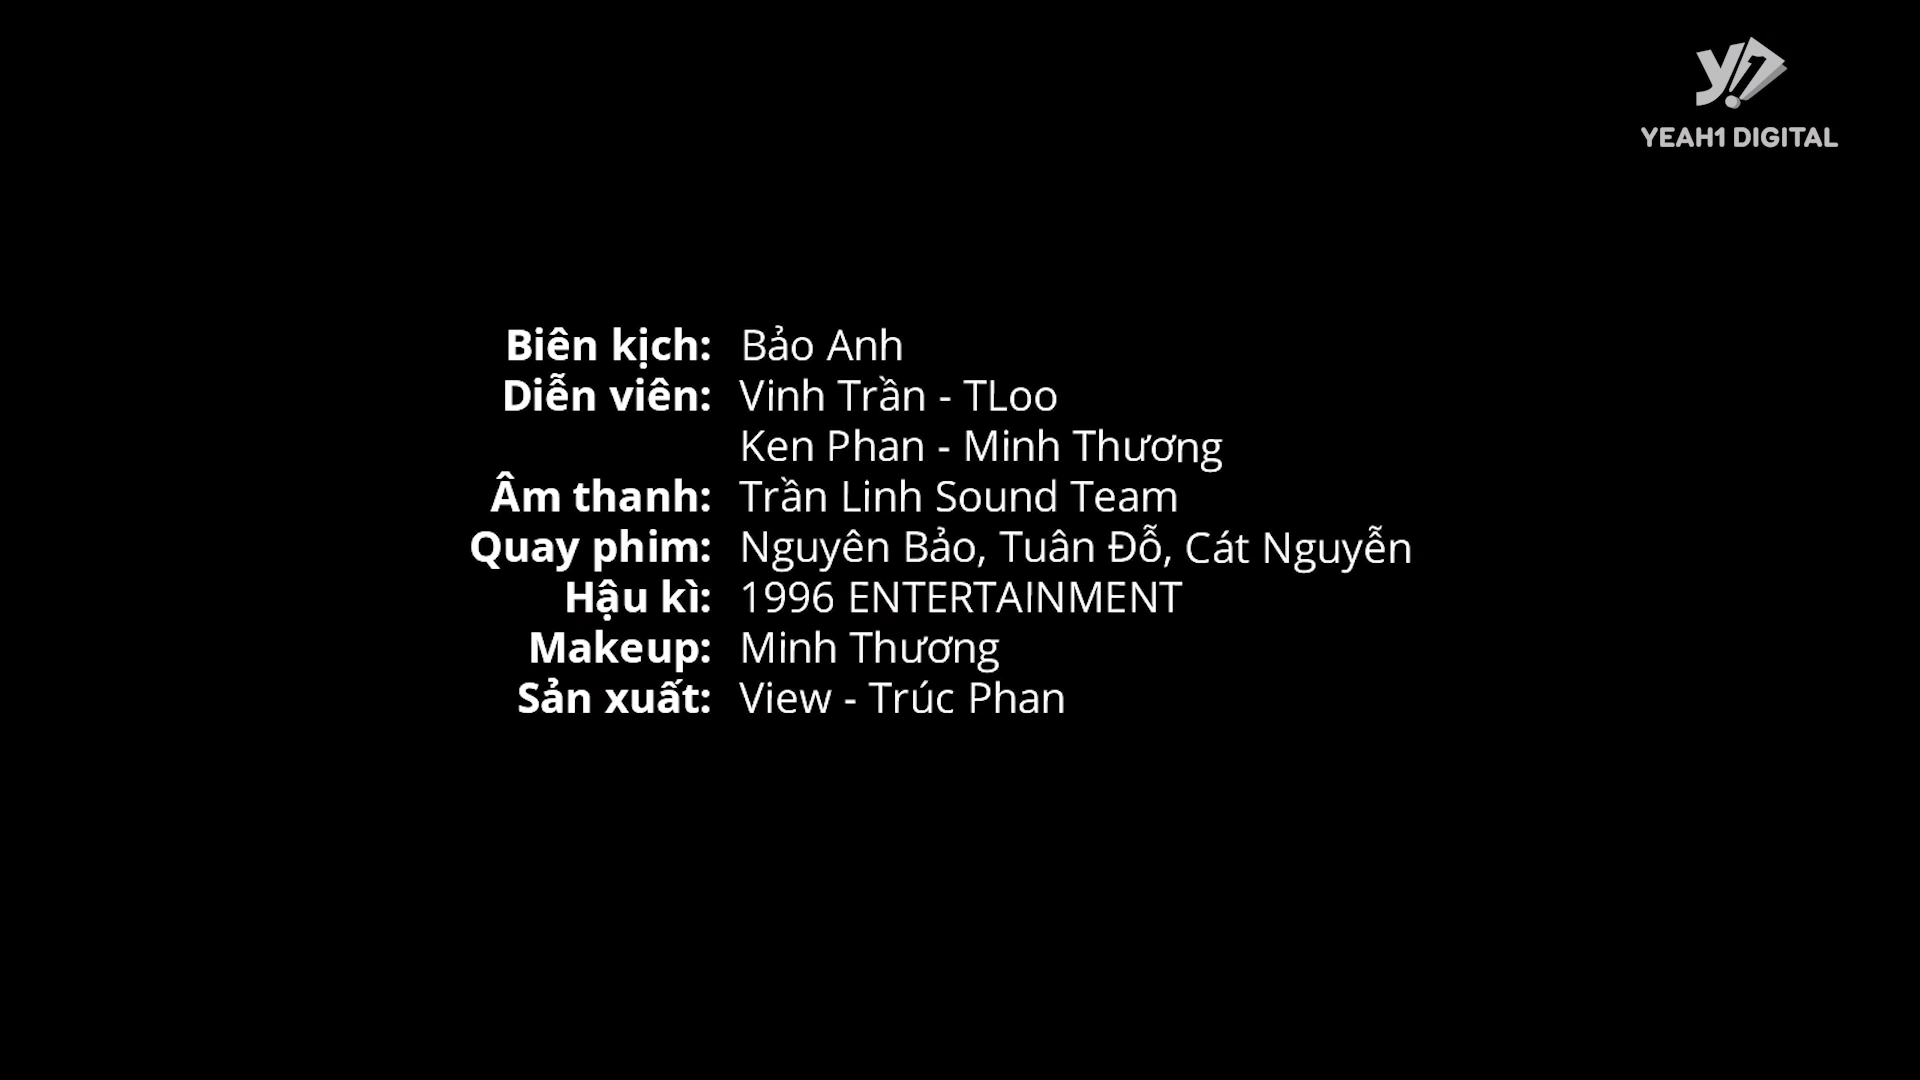 YEAH1 DIGITAL
Biên kịch: Bảo Anh
Diễn viên: Vinh Trần - TLoo
Ken Phan - Minh Thương
Âm thanh: Trần Linh Sound Team
Quay phim: Nguyên Bảo, Tuân Đỗ, Cát Nguyễn
Hậu kì: 1996 ENTERTAINMENT
Makeup: Minh Thương
Sản xuất: View - Trúc Phan